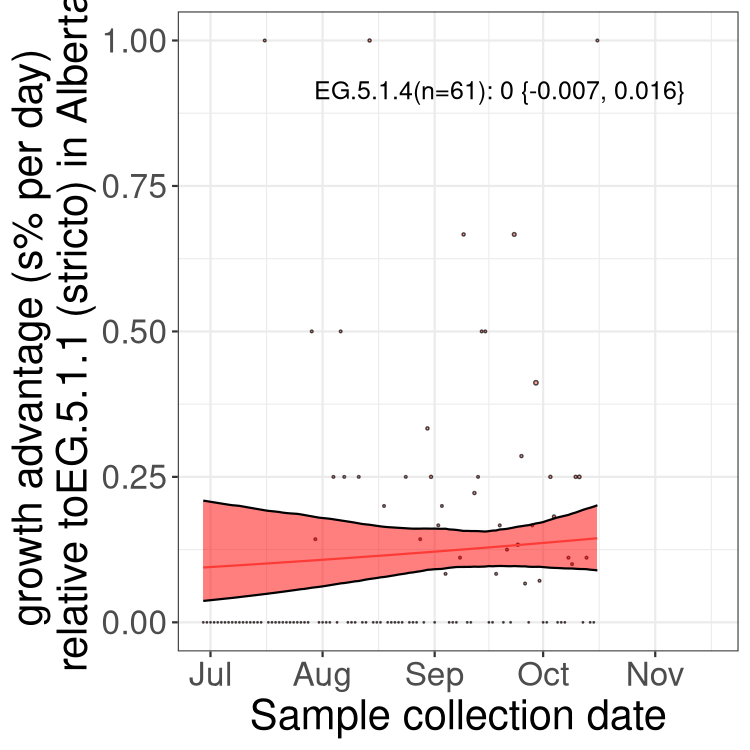 growth advantage (s% per day)
relative toEG.5.1.1 (stricto) in Alberta
1.00
0.75
0.50
0.25
0.00
EG.5.1.4(n=61): 0 {-0.007, 0.016}
Jul Aug Sep Oct Nov
Sample collection date